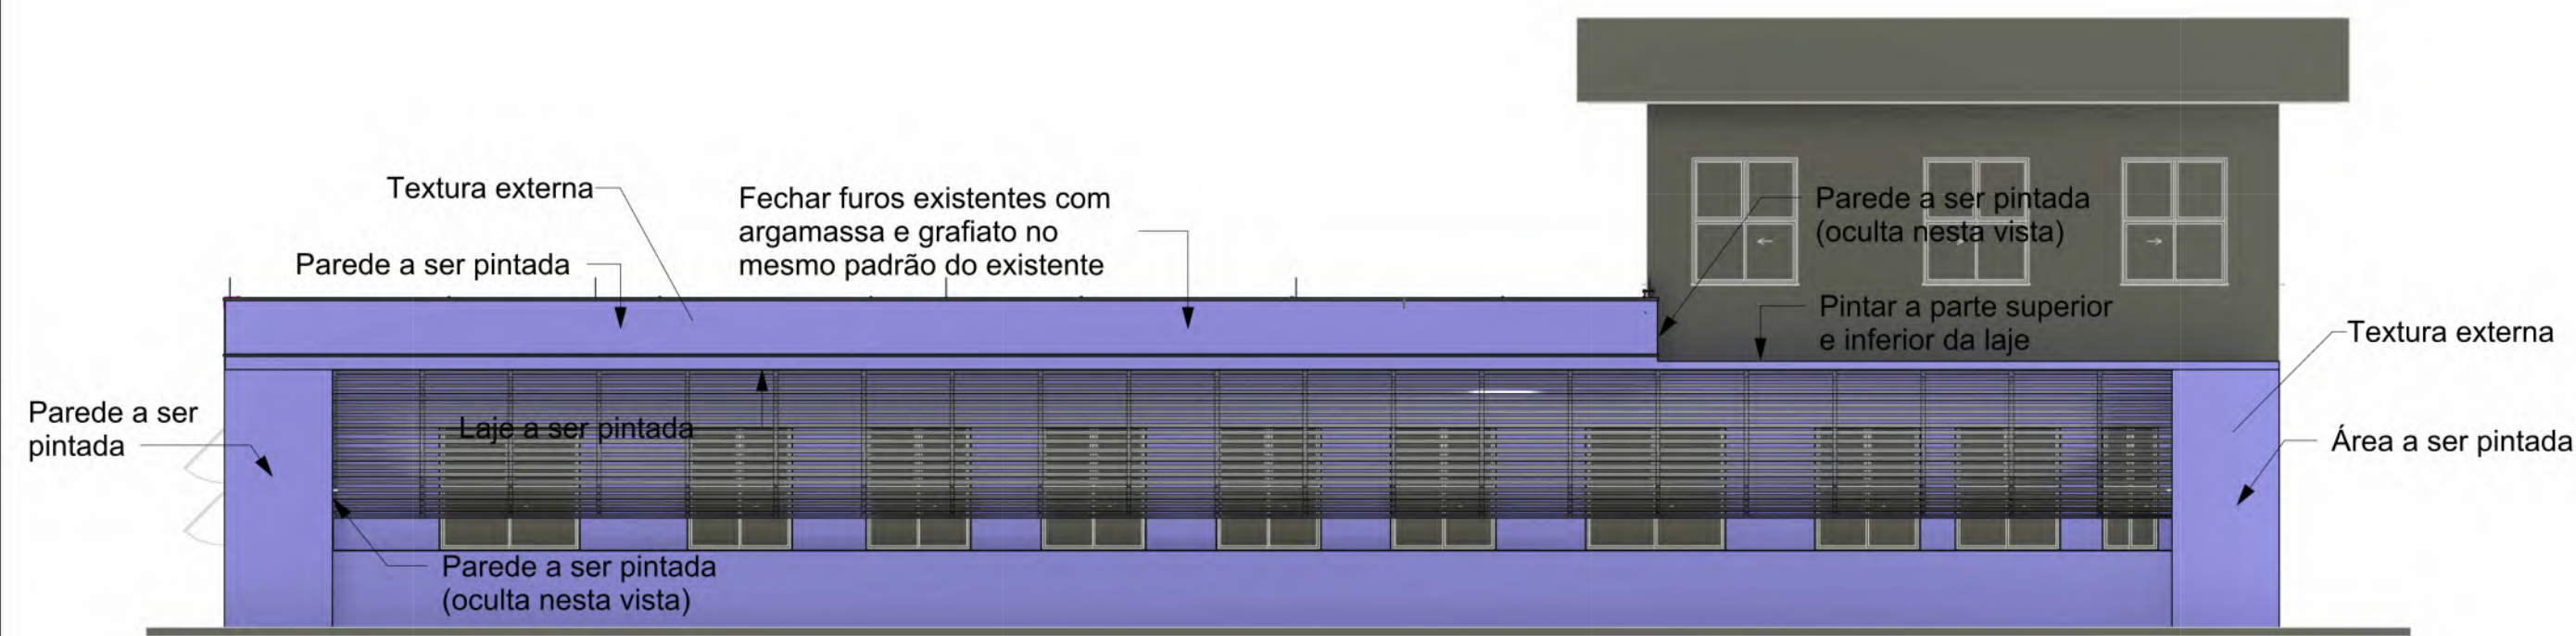 Textura externa
Fechar furos existentes com
argamassa e grafiato no
mesmo padrão do existente
Parede a ser pintada
Parede a ser pintada
(oculta nesta vista)
Pintar a parte superior
e inferior da laje
Textura externa
Parede a ser
pintada
Laje a ser pintada
Área a ser pintada
Parede a ser pintada
(oculta nesta vista)